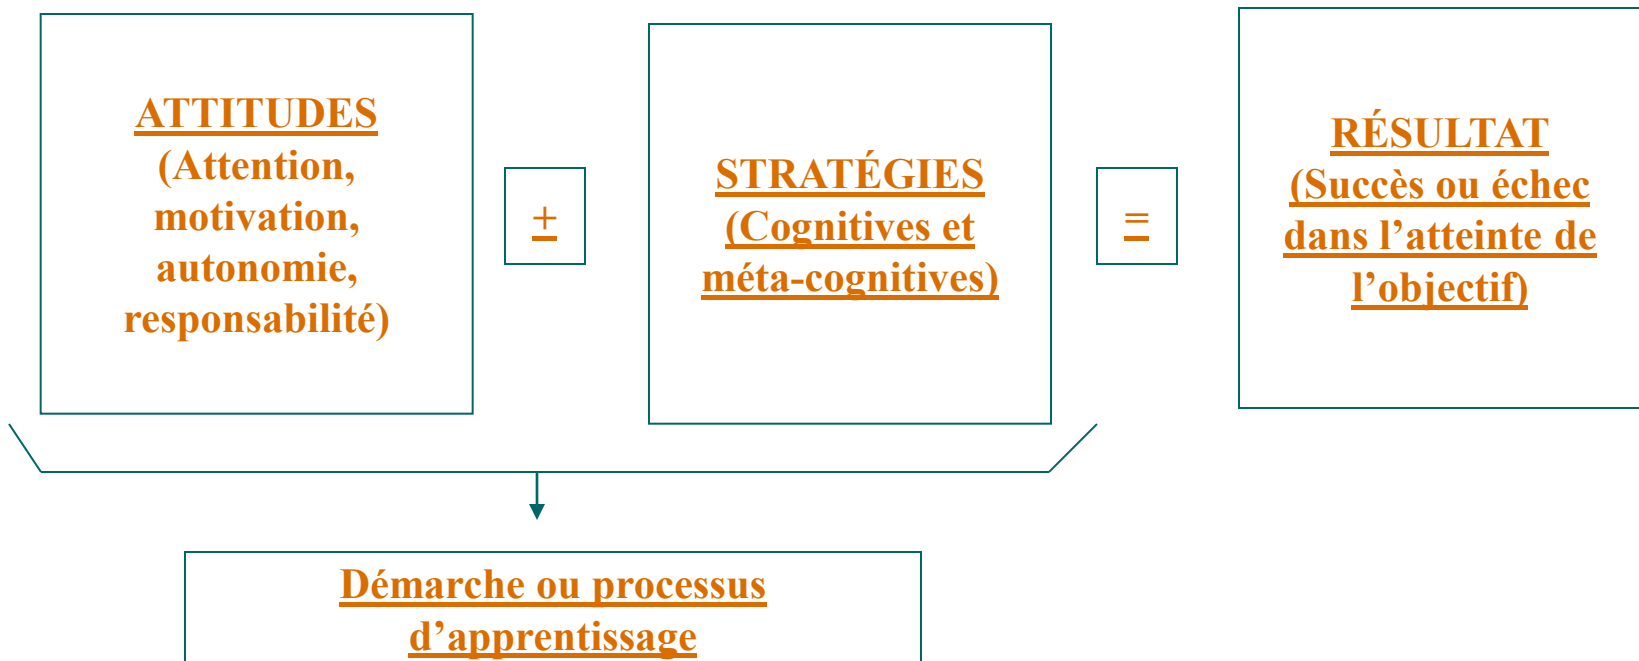 ATTITUDES
(Attention,
motivation,
autonomie,
responsabilité)
+
STRATÉGIES
(Cognitives et
méta-cognitives)
=
RÉSULTAT
(Succès ou échec
dans l’atteinte de
l’objectif)
Démarche ou processus
d’apprentissage